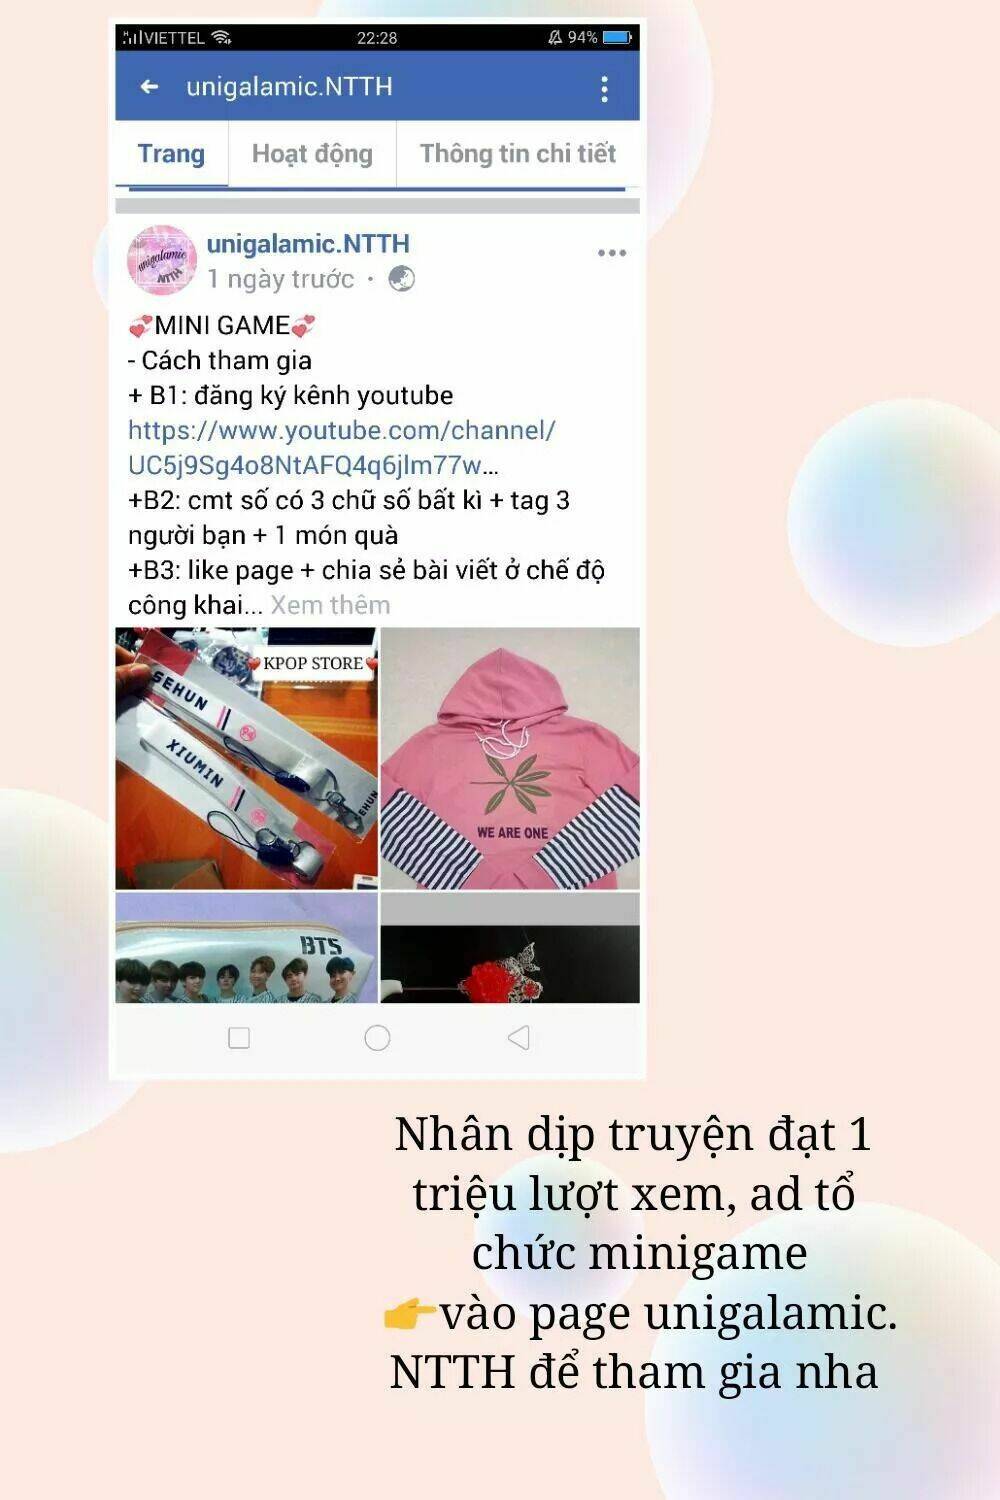 VIETTEL 22:28 94%
unigalamic.NTTH
Trang Hoạt động Thông tin chi tiết
unigalamic NTTH
unigalamic.NTTH
1 ngày trước ·
💞MINI GAME💞
- Cách tham gia
+ B1: đăng ký kênh youtube
https://www.youtube.com/channel/
UC5j9Sg4o8NtAFQ4q6jlm77w...
+B2: cmt số có 3 chữ số bất kì + tag 3
người bạn + 1 món quà
+B3: like page + chia sẻ bài viết ở chế độ
công khai... Xem thêm
KPOP STORE
SEHUN
XIUMIN
SEHUN
WE ARE ONE
BTS
Nhân dịp truyện đạt 1
triệu lượt xem, ad tổ
chức minigame
👉vào page unigalamic.
NTTH để tham gia nha